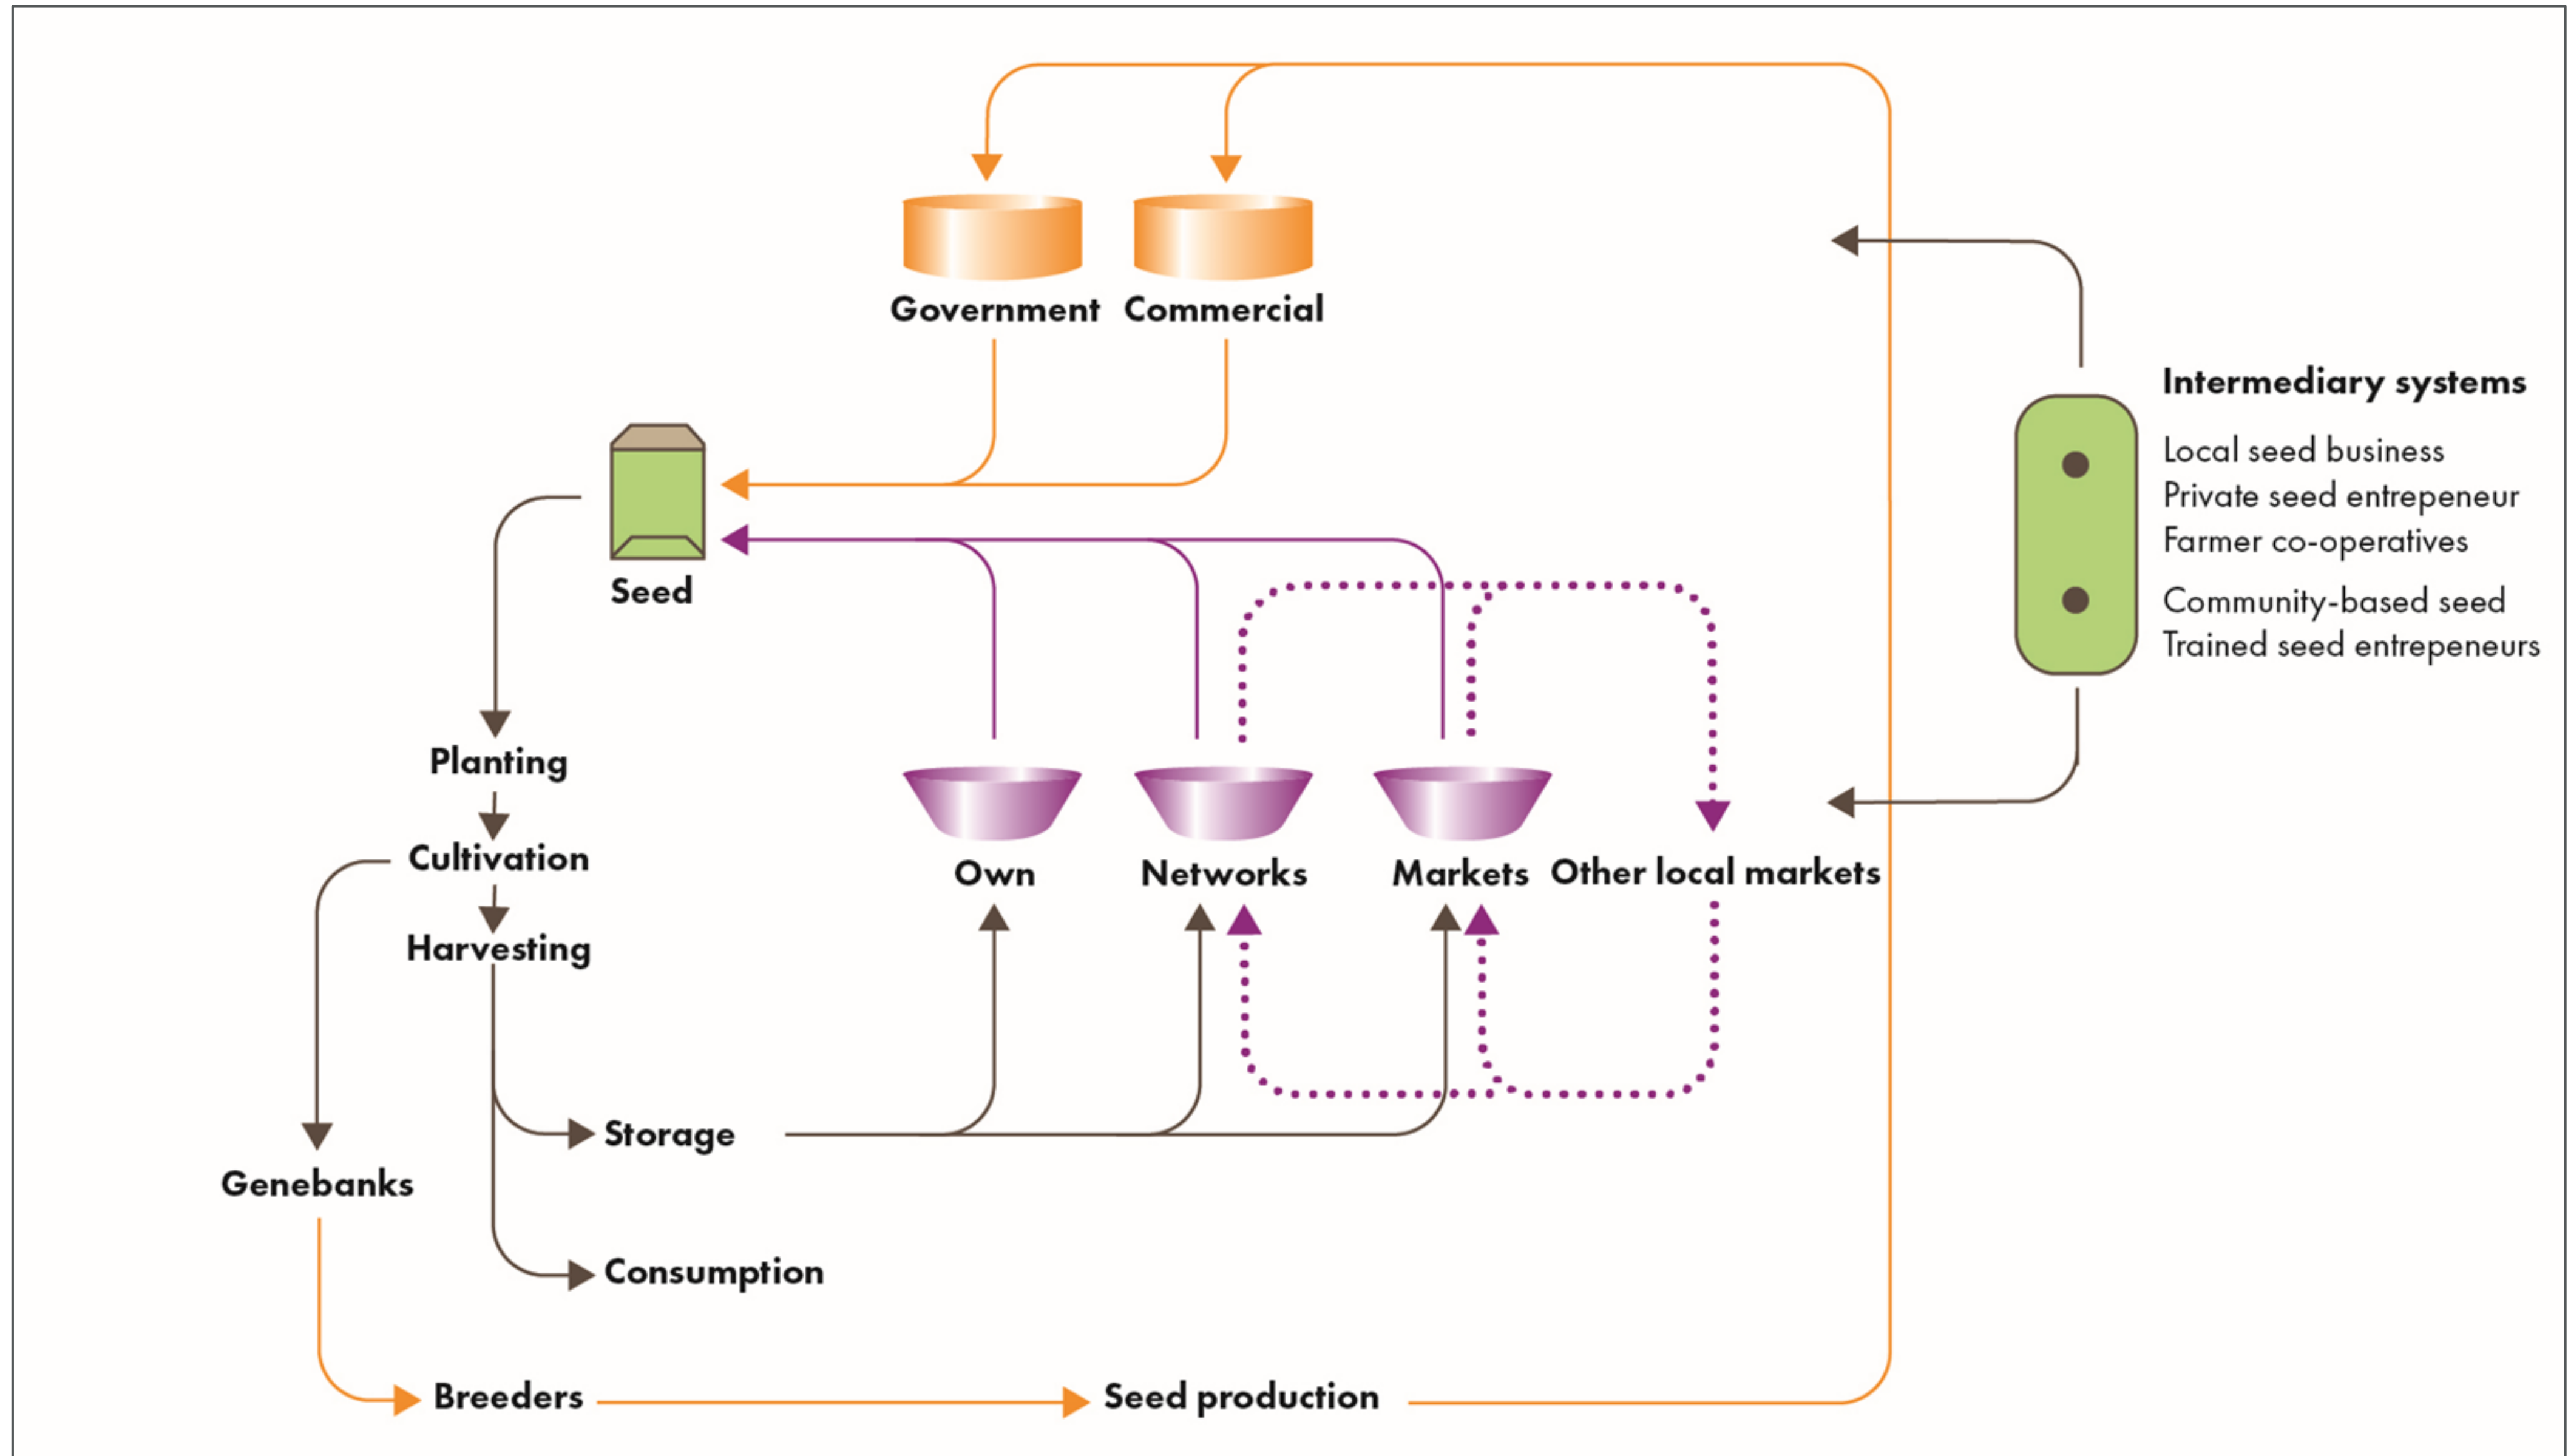 Government
Commercial
Intermediary systems
Local seed business
Private seed entrepeneur
Farmer co-operatives
Community-based seed
Trained seed entrepeneurs
Seed
Planting
Cultivation
Harvesting
Own
Networks
Markets
Other local markets
Storage
Genebanks
Consumption
Breeders
Seed production